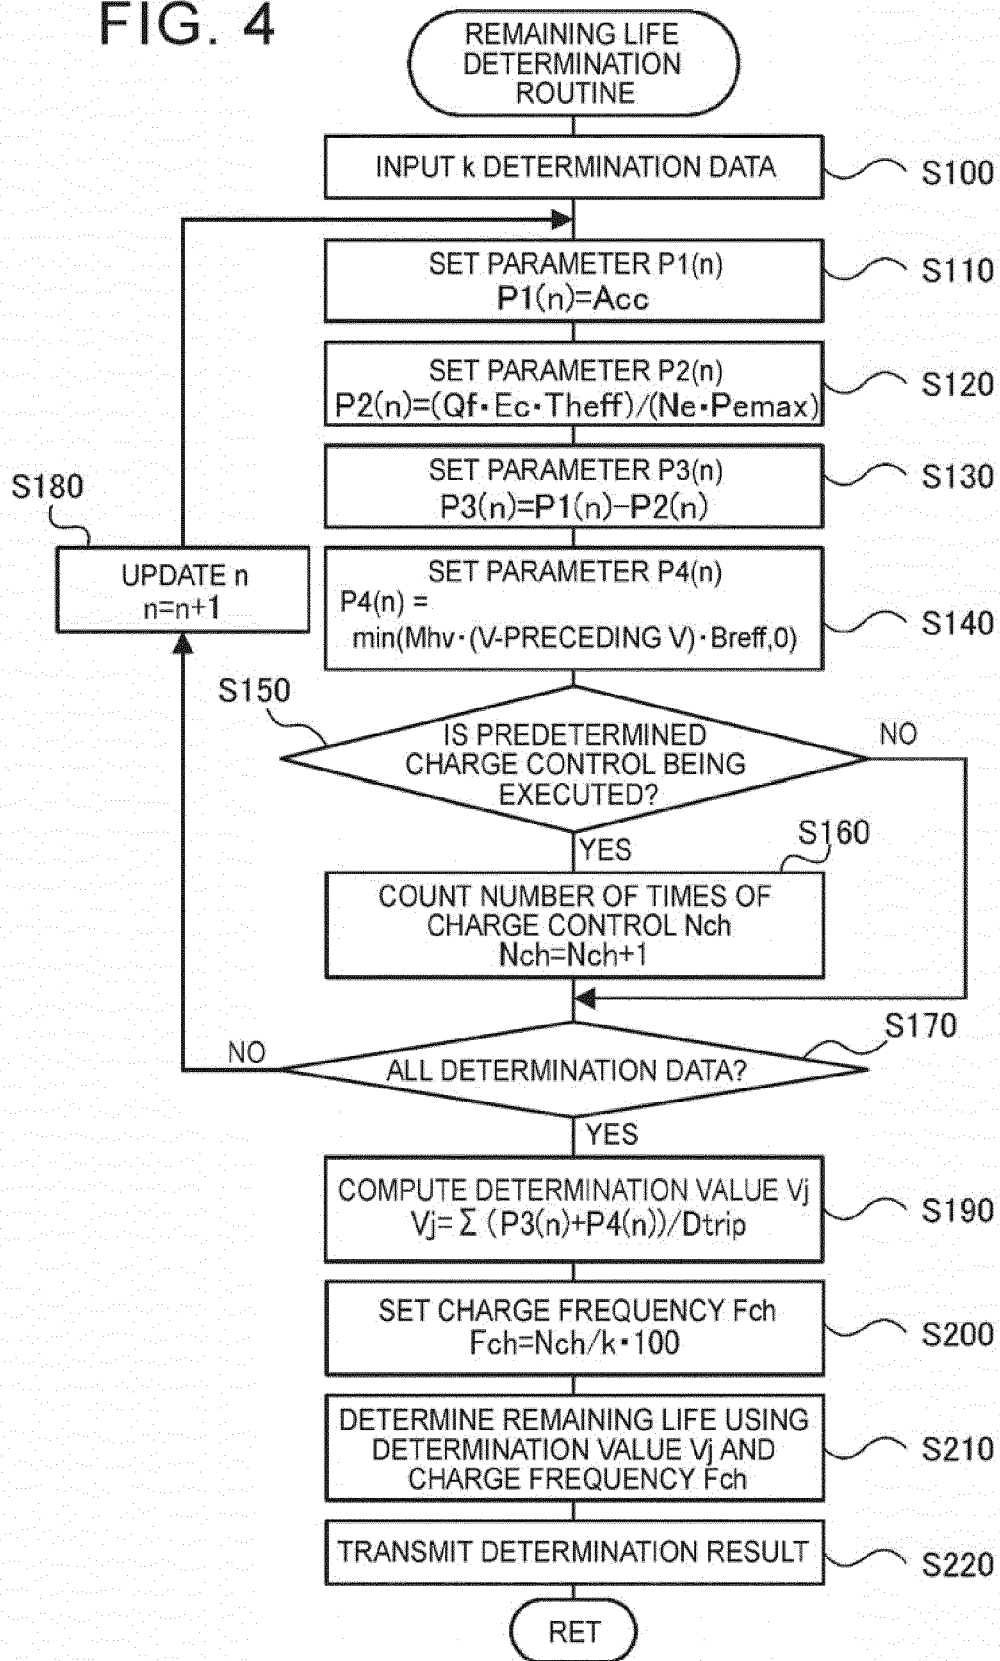 FIG. 4
REMAINING LIFE
DETERMINATION
ROUTINE
INPUT k DETERMINATION DATA
S100
SET PARAMETER P1(n)
P1(n)=Acc
S110
SET PARAMETER P2(n)
P2(n)=(Qf·Ec·Theff)/(Ne·Pemax)
S120
SET PARAMETER P3(n)
P3(n)=P1(n)-P2(n)
S130
S180
UPDATE n
n=n+1
SET PARAMETER P4(n)
P4(n) =
min(Mhv·(V-PRECEDING V)·Breff,0)
S140
S150
IS PREDETERMINED
CHARGE CONTROL BEING
EXECUTED?
NO
YES
S160
COUNT NUMBER OF TIMES OF
CHARGE CONTROL Nch
Nch=Nch+1
S170
NO
ALL DETERMINATION DATA?
YES
COMPUTE DETERMINATION VALUE Vj
Vj=Σ (P3(n)+P4(n))/Dtrip
S190
SET CHARGE FREQUENCY Fch
Fch=Nch/k·100
S200
DETERMINE REMAINING LIFE USING
DETERMINATION VALUE Vj AND
CHARGE FREQUENCY Fch
S210
TRANSMIT DETERMINATION RESULT
S220
RET